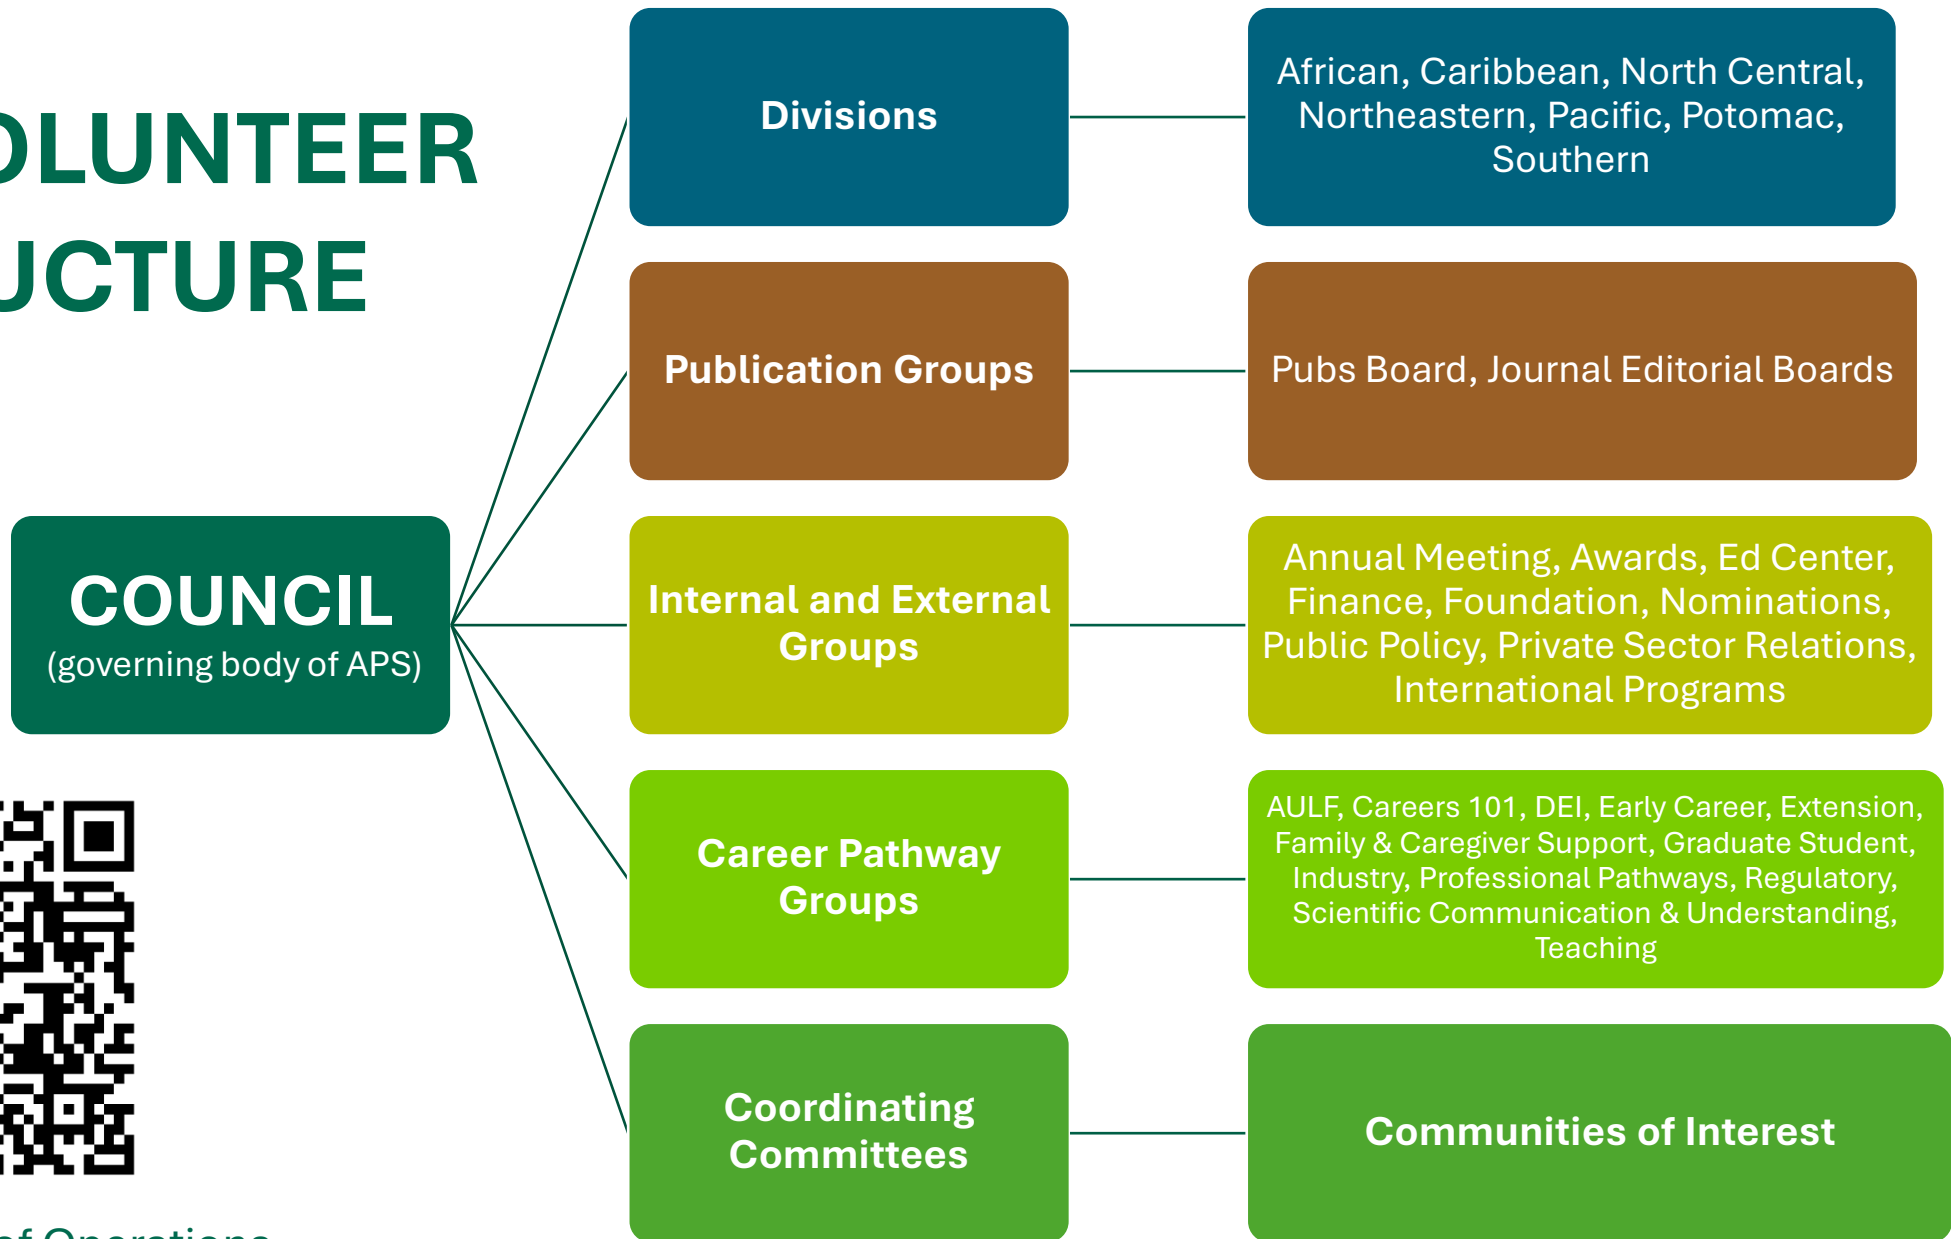 OLUNTEER
UCTURE
COUNCIL
(governing body of APS)
of Operations
Divisions
African, Caribbean, North Central,
Northeastern, Pacific, Potomac,
Southern
Publication Groups
Pubs Board, Journal Editorial Boards
Internal and External
Groups
Annual Meeting, Awards, Ed Center,
Finance, Foundation, Nominations,
Public Policy, Private Sector Relations,
International Programs
Career Pathway
Groups
AULF, Careers 101, DEI, Early Career, Extension,
Family & Caregiver Support, Graduate Student,
Industry, Professional Pathways, Regulatory,
Scientific Communication & Understanding,
Teaching
Coordinating
Committees
Communities of Interest